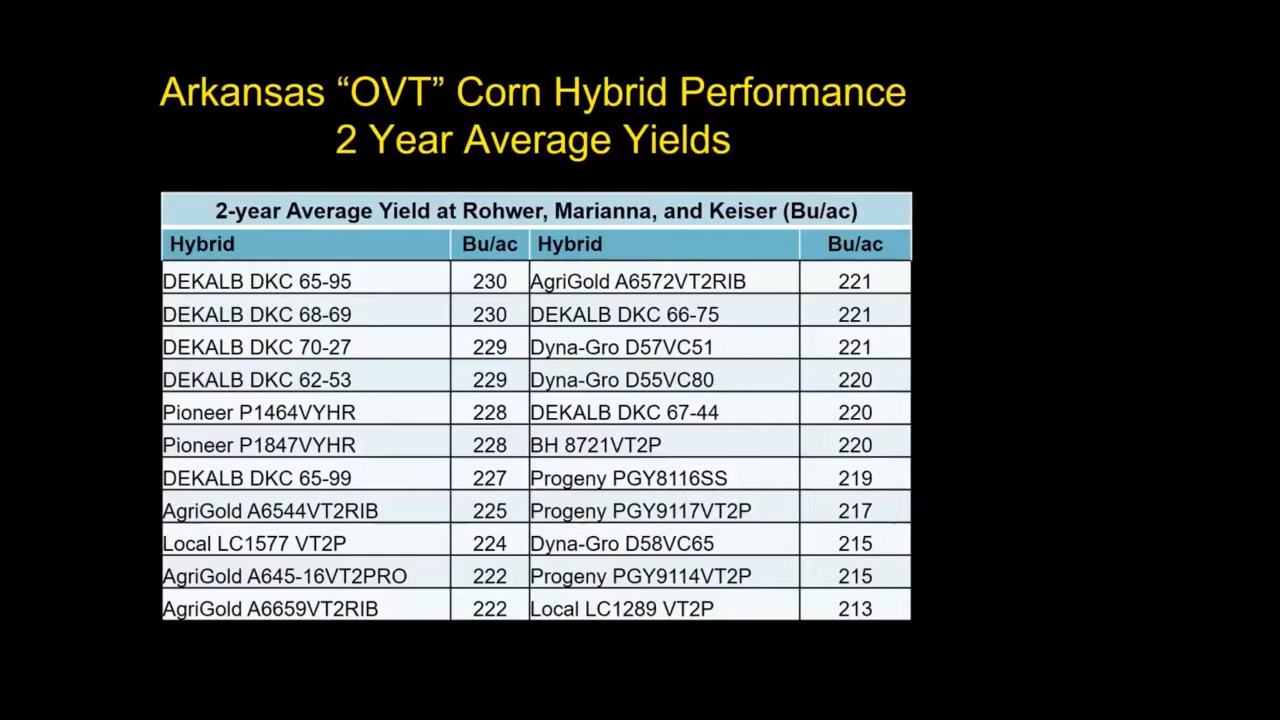 Arkansas “OVT” Corn Hybrid Performance
2 Year Average Yields
2-year Average Yield at Rohwer, Marianna, and Keiser (Bu/ac)
Hybrid Bu/ac Hybrid Bu/ac
DEKALB DKC 65-95 230 AgriGold A6572VT2RIB 221
DEKALB DKC 68-69 230 DEKALB DKC 66-75 221
DEKALB DKC 70-27 229 Dyna-Gro D57VC51 221
DEKALB DKC 62-53 229 Dyna-Gro D55VC80 220
Pioneer P1464VYHR 228 DEKALB DKC 67-44 220
Pioneer P1847VYHR 228 BH 8721VT2P 220
DEKALB DKC 65-99 227 Progeny PGY8116SS 219
AgriGold A6544VT2RIB 225 Progeny PGY9117VT2P 217
Local LC1577 VT2P 224 Dyna-Gro D58VC65 215
AgriGold A645-16VT2PRO 222 Progeny PGY9114VT2P 215
AgriGold A6659VT2RIB 222 Local LC1289 VT2P 213